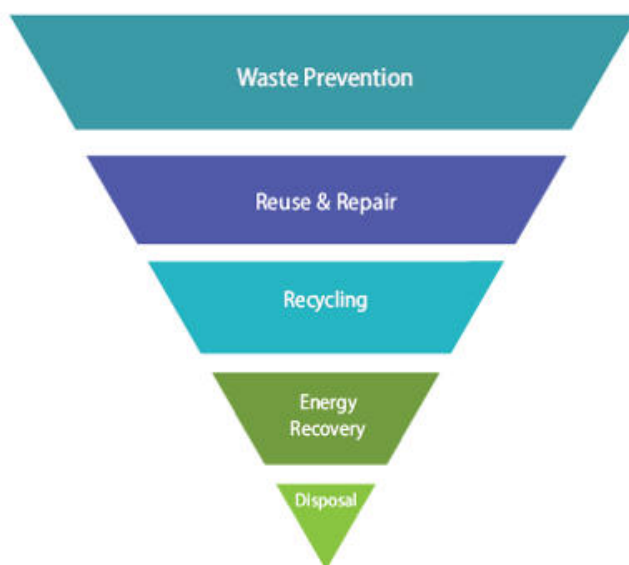 Waste Prevention
Reuse & Repair
Recycling
Energy
Recovery
Disposal